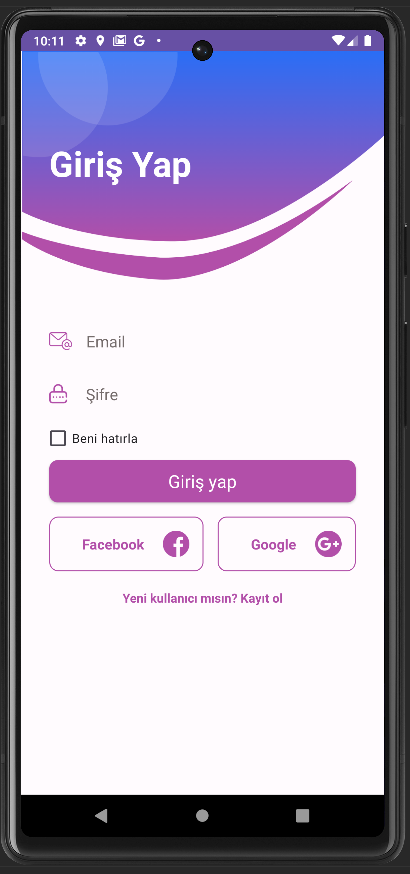 10:11
Giriş Yap
Email
Şifre
Beni hatırla
Giriş yap
Facebook
Google
Yeni kullanıcı mısın? Kayıt ol